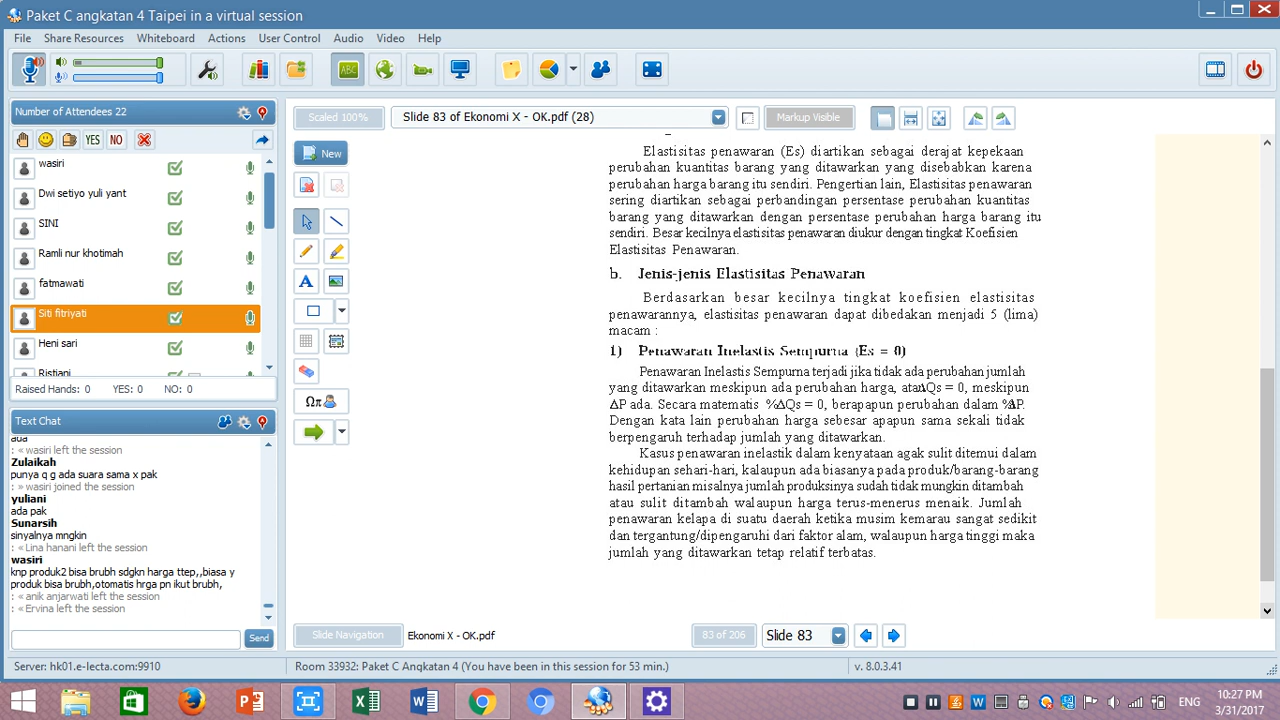 Paket C angkatan 4 Taipei in a virtual session
File Share Resources Whiteboard Actions User Control Audio Video Help
ABC
Number of Attendees 22
YES NO
wasiri
Dwi setiyo yuli yant
SINI
Ramli nur khotimah
fatmawati
Siti fitriyati
Heni sari
Ristiani
Raised Hands: 0 YES: 0 NO: 0
Text Chat
ada
: « wasiri left the session
Zulaikah
punya q g ada suara sama x pak
: » wasiri joined the session
yuliani
ada pak
Sunarsih
sinyalnya mngkin
: « Lina hanani left the session
wasiri
knp produk2 bisa brubh sdgkn harga ttep,,biasa y
produk bisa brubh,otomatis hrga pn ikut brubh,
: « anik anjarwati left the session
: « Ervina left the session
Send
Scaled 100%
Slide 83 of Ekonomi X - OK.pdf (28)
Markup Visible
New
A
Ωπ
Elastisitas penawaran (Es) diartikan sebagai derajat kepekaan
perubahan kuantitas barang yang ditawarkan yang disebabkan karena
perubahan harga barang itu sendiri. Pengertian lain, Elastisitas penawaran
sering diartikan sebagai perbandingan persentase perubahan kuantitas
barang yang ditawarkan dengan persentase perubahan harga barang itu
sendiri. Besar kecilnya elastisitas penawaran diukur dengan tingkat Koefisien
Elastisitas Penawaran.
b. Jenis-jenis Elastisitas Penawaran
Berdasarkan besar kecilnya tingkat koefisien elastisitas
penawarannya, elastisitas penawaran dapat dibedakan menjadi 5 (lima)
macam :
1) Penawaran Inelastis Sempurna (Es = 0)
Penawaran Inelastis Sempurna terjadi jika tidak ada perubahan jumlah
yang ditawarkan meskipun ada perubahan harga, atau ΔQs = 0, meskipun
ΔP ada. Secara matematis %ΔQs = 0, berapapun perubahan dalam %ΔP.
Dengan kata lain perubahan harga sebesar apapun sama sekali tidak
berpengaruh terhadap jumlah yang ditawarkan.
Kasus penawaran inelastik dalam kenyataan agak sulit ditemui dalam
kehidupan sehari-hari, kalaupun ada biasanya pada produk/barang-barang
hasil pertanian misalnya jumlah produksinya sudah tidak mungkin ditambah
atau sulit ditambah walaupun harga terus-menerus menaik. Jumlah
penawaran kelapa di suatu daerah ketika musim kemarau sangat sedikit
dan tergantung/dipengaruhi dari faktor alam, walaupun harga tinggi maka
jumlah yang ditawarkan tetap relatif terbatas.
Slide Navigation Ekonomi X - OK.pdf 83 of 206 Slide 83
Server: hk01.e-lecta.com:9910 Room 33932: Paket C Angkatan 4 (You have been in this session for 53 min.) v. 8.0.3.41
ENG
10:27 PM
3/31/2017